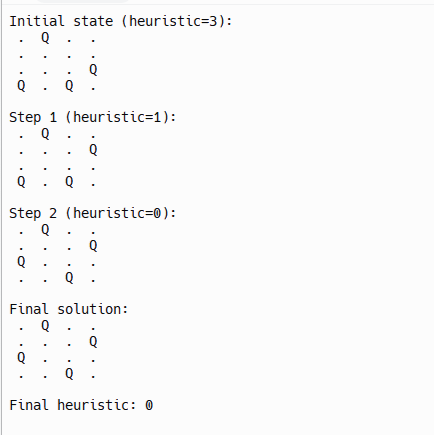 Initial state (heuristic=3):
. Q . .
. . . .
. . . Q
Q . Q .
Step 1 (heuristic=1):
. Q . .
. . . Q
. . . .
Q . Q .
Step 2 (heuristic=0):
. Q . .
. . . Q
Q . . .
. . Q .
Final solution:
. Q . .
. . . Q
Q . . .
. . Q .
Final heuristic: 0